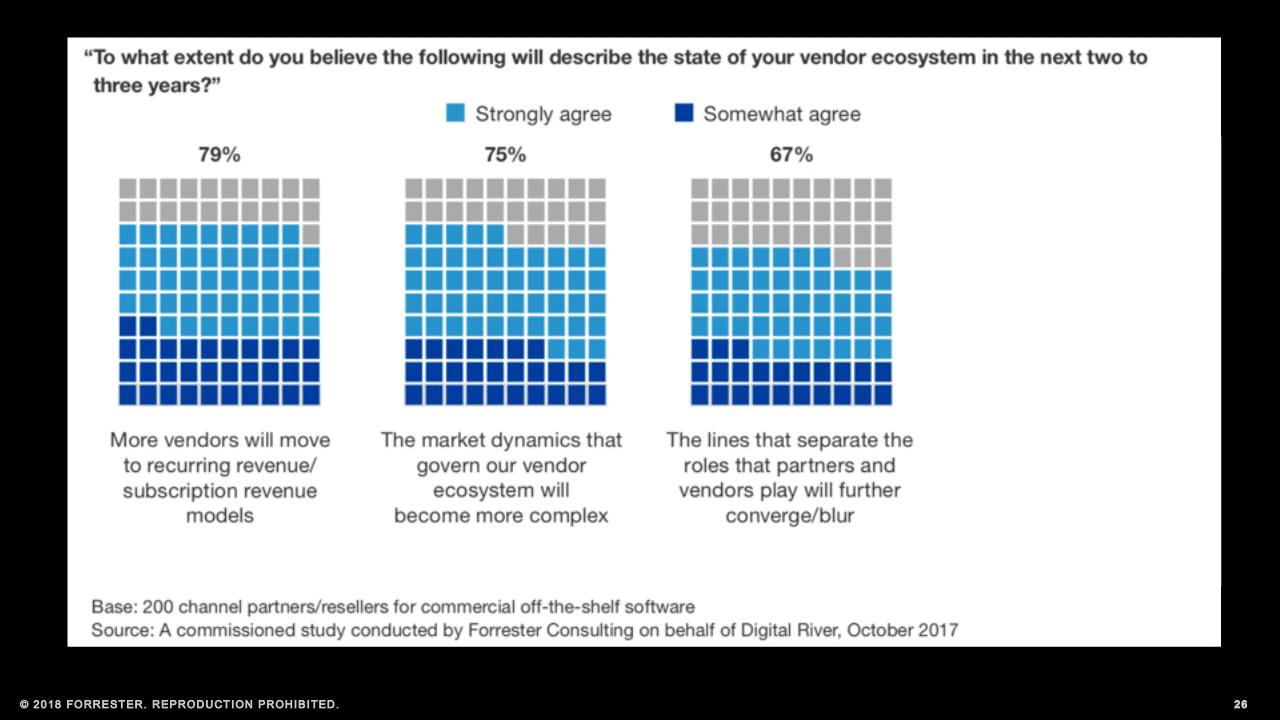 “To what extent do you believe the following will describe the state of your vendor ecosystem in the next two to
three years?”
Strongly agree
Somewhat agree
79%
75%
67%
More vendors will move
to recurring revenue/
subscription revenue
models
The market dynamics that
govern our vendor
ecosystem will
become more complex
The lines that separate the
roles that partners and
vendors play will further
converge/blur
Base: 200 channel partners/resellers for commercial off-the-shelf software
Source: A commissioned study conducted by Forrester Consulting on behalf of Digital River, October 2017
© 2018 FORRESTER. REPRODUCTION PROHIBITED.
26